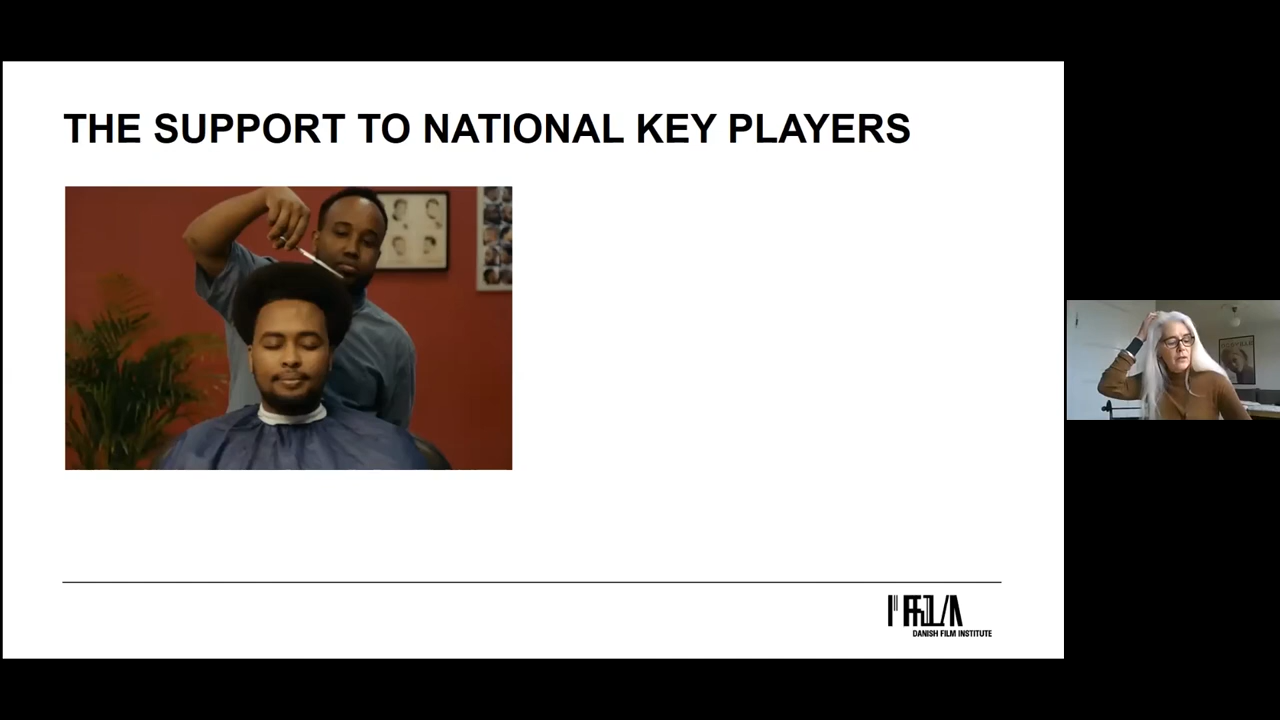 THE SUPPORT TO NATIONAL KEY PLAYERS
DANISH FILM INSTITUTE